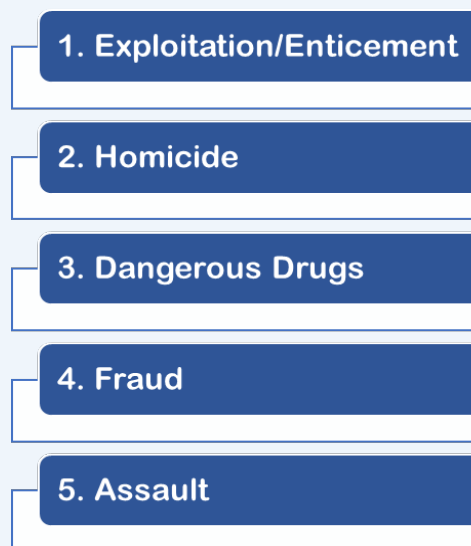 1. Exploitation/Enticement
2. Homicide
3. Dangerous Drugs
4. Fraud
5. Assault